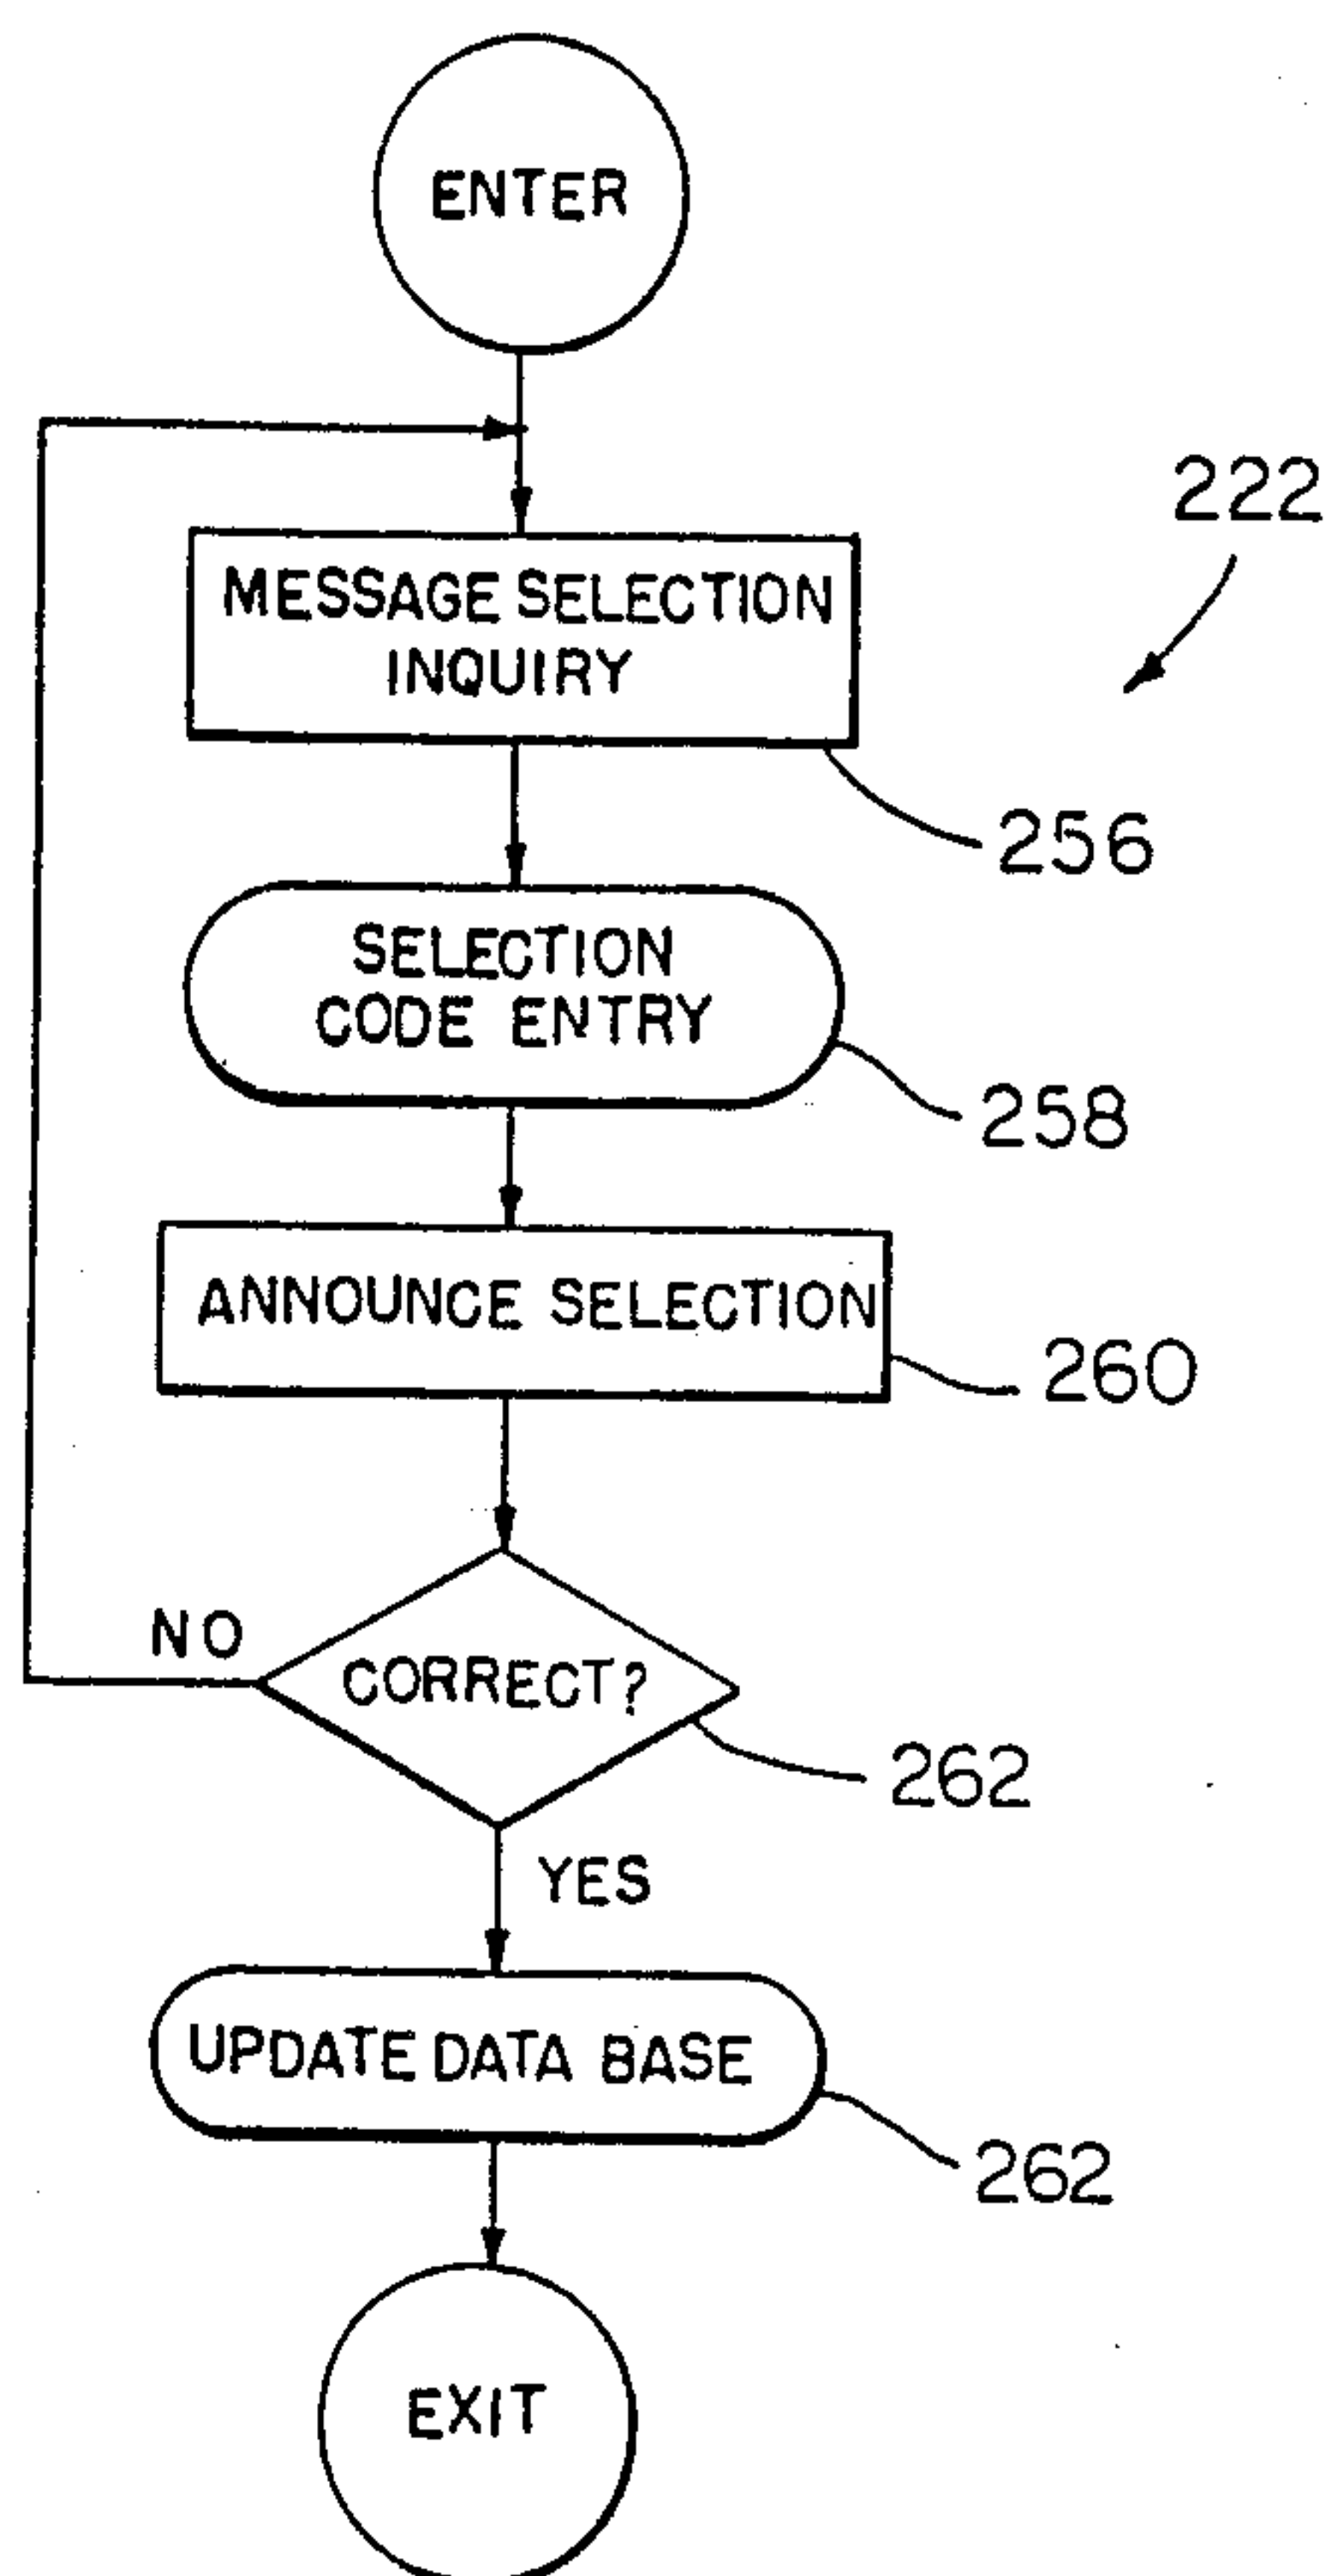 ENTER
222
MESSAGE SELECTION
INQUIRY
256
SELECTION
CODE ENTRY
258
ANNOUNCE SELECTION
260
NO
CORRECT?
262
YES
UPDATE DATA BASE
262
EXIT